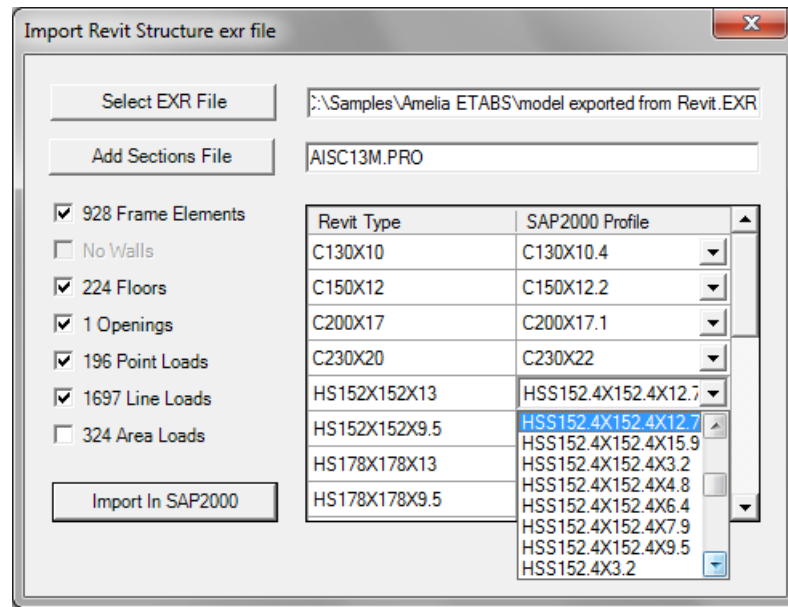 Import Revit Structure exr file
Select EXR File
C:\Samples\Amelia ETABS\model exported from Revit.EXR
Add Sections File
AISC13M.PRO
928 Frame Elements
No Walls
224 Floors
1 Openings
196 Point Loads
1697 Line Loads
324 Area Loads
Import In SAP2000
Revit Type SAP2000 Profile
C130X10 C130X10.4
C150X12 C150X12.2
C200X17 C200X17.1
C230X20 C230X22
HS152X152X13 HSS152.4X152.4X12.7
HS152X152X9.5
HS178X178X13
HS178X178X9.5
HSS152.4X152.4X12.7
HSS152.4X152.4X15.9
HSS152.4X152.4X3.2
HSS152.4X152.4X4.8
HSS152.4X152.4X6.4
HSS152.4X152.4X7.9
HSS152.4X152.4X9.5
HSS152.4X3.2